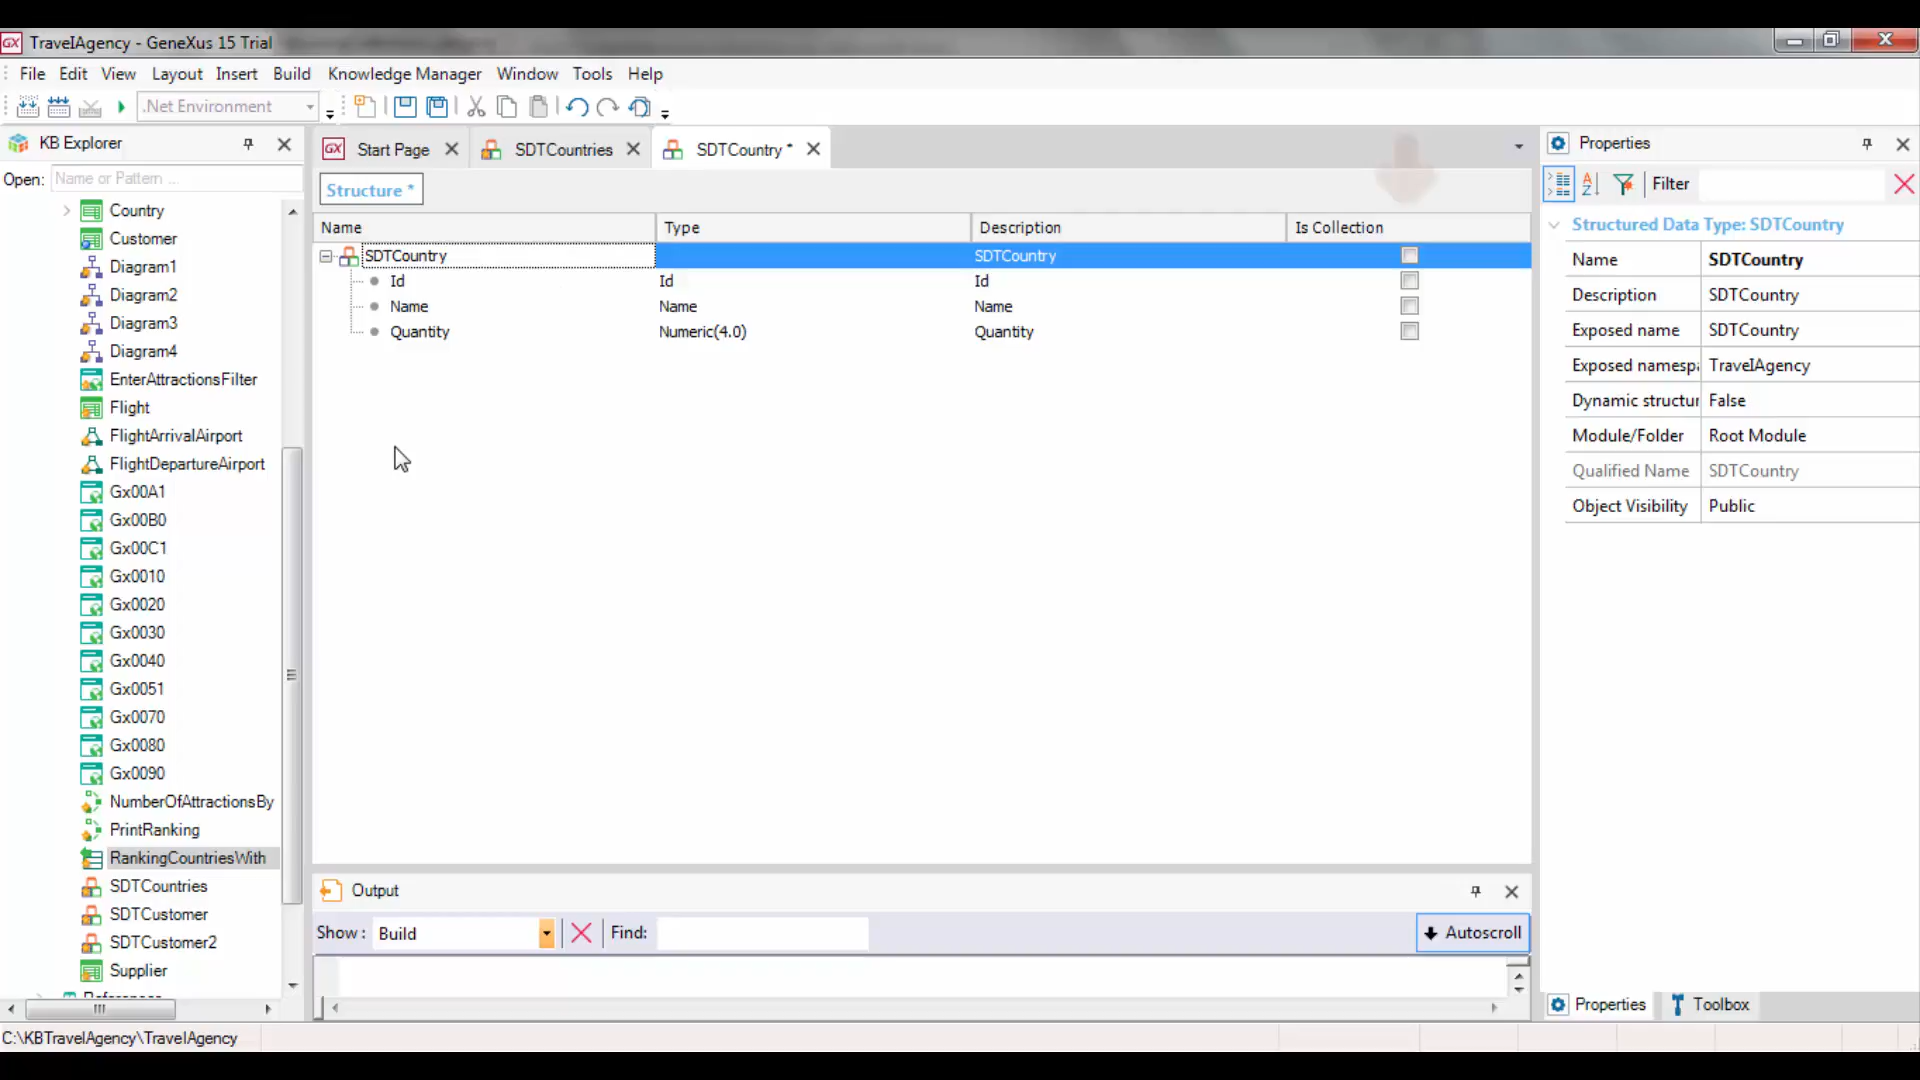 TravelAgency - GeneXus 15 Trial
File Edit View Layout Insert Build Knowledge Manager Window Tools Help
.Net Environment
KB Explorer
Open: Name or Pattern ...
Country
Customer
Diagram1
Diagram2
Diagram3
Diagram4
EnterAttractionsFilter
Flight
FlightArrivalAirport
FlightDepartureAirport
Gx00A1
Gx00B0
Gx00C1
Gx0010
Gx0020
Gx0030
Gx0040
Gx0051
Gx0070
Gx0080
Gx0090
NumberOfAttractionsBy
PrintRanking
RankingCountriesWith
SDTCountries
SDTCustomer
SDTCustomer2
Supplier
Start Page SDTCountries SDTCountry *
Structure *
Name Type Description Is Collection
SDTCountry SDTCountry
Id Id Id
Name Name Name
Quantity Numeric(4.0) Quantity
Output
Show: Build Find: Autoscroll
Properties
Filter
Structured Data Type: SDTCountry
Name SDTCountry
Description SDTCountry
Exposed name SDTCountry
Exposed namespa TravelAgency
Dynamic structur False
Module/Folder Root Module
Qualified Name SDTCountry
Object Visibility Public
Properties Toolbox
C:\KBTravelAgency\TravelAgency